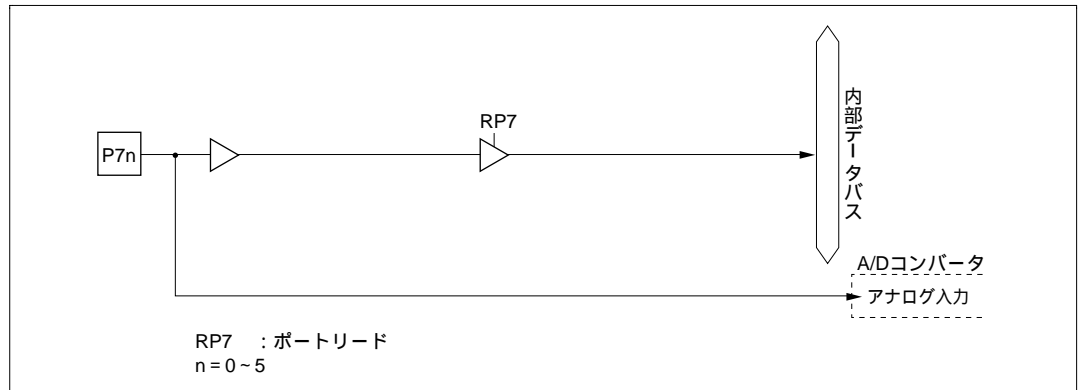 P7n
RP7
内部データバス
A/Dコンバータ
アナログ入力
RP7 :ポートリード
n=0~5